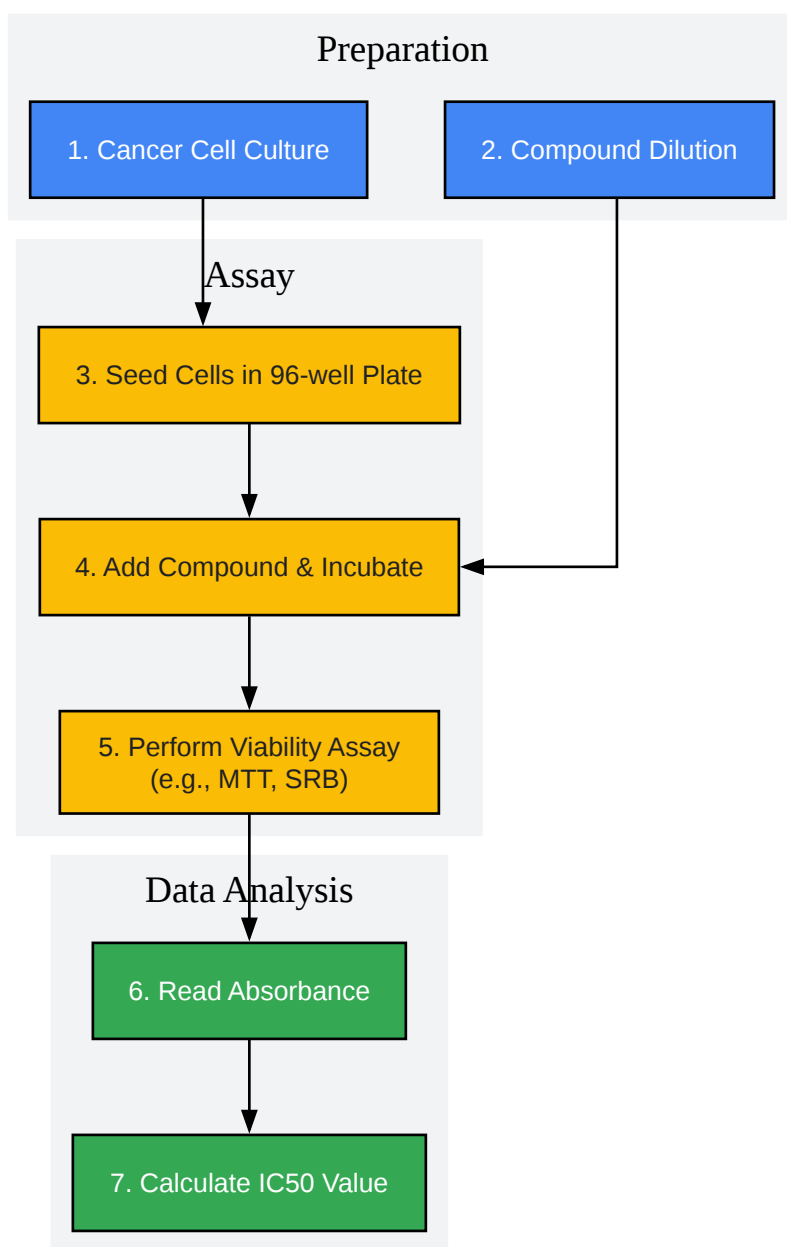 Preparation
1. Cancer Cell Culture
2. Compound Dilution
Assay
3. Seed Cells in 96-well Plate
4. Add Compound & Incubate
5. Perform Viability Assay
(e.g., MTT, SRB)
Data Analysis
6. Read Absorbance
7. Calculate IC50 Value